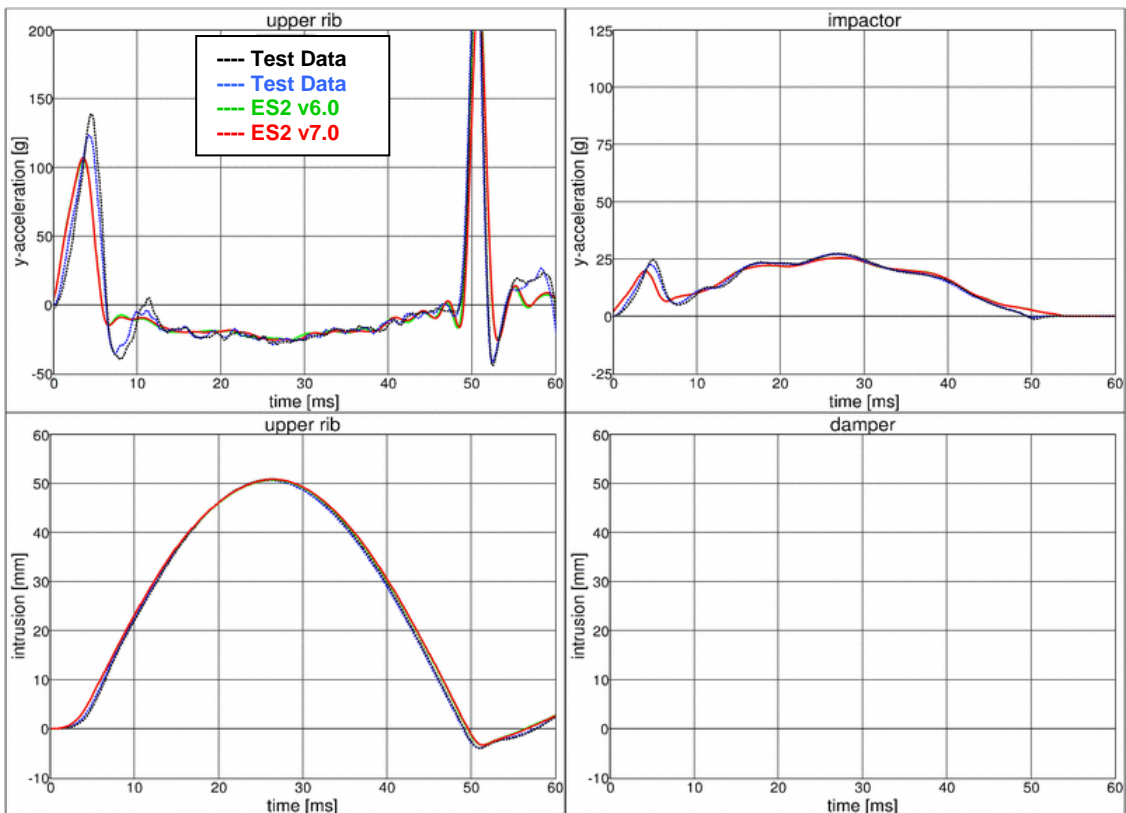 upper rib
200
150
100
50
0
-50
y-acceleration [g]
0 10 20 30 40 50 60
time [ms]
---- Test Data
---- Test Data
---- ES2 v6.0
---- ES2 v7.0
impactor
125
100
75
50
25
0
-25
y-acceleration [g]
0 10 20 30 40 50 60
time [ms]
upper rib
60
50
40
30
20
10
0
-10
intrusion [mm]
0 10 20 30 40 50 60
time [ms]
damper
60
50
40
30
20
10
0
-10
intrusion [mm]
0 10 20 30 40 50 60
time [ms]